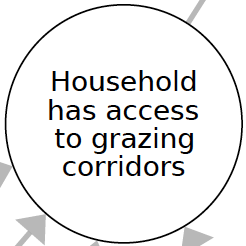 Household
has access
to grazing
corridors